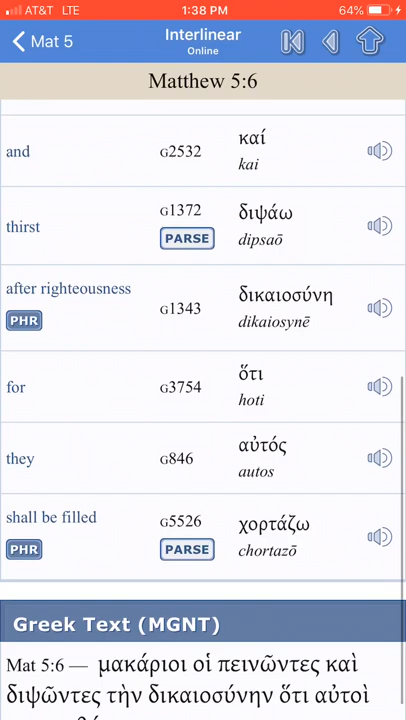 AT&T LTE 1:38 PM 64%
Mat 5 Interlinear
Online
Matthew 5:6
and G2532 καί
kai
thirst G1372 διψάω
PARSE dipsaō
after righteousness G1343 δικαιοσύνη
PHR dikaiosynē
for G3754 ὅτι
hoti
they G846 αὐτός
autos
shall be filled G5526 χορτάζω
PHR PARSE chortazō
Greek Text (MGNT)
Mat 5:6 — μακάριοι οἱ πεινῶντες καὶ
διψῶντες τὴν δικαιοσύνην ὅτι αὐτοὶ